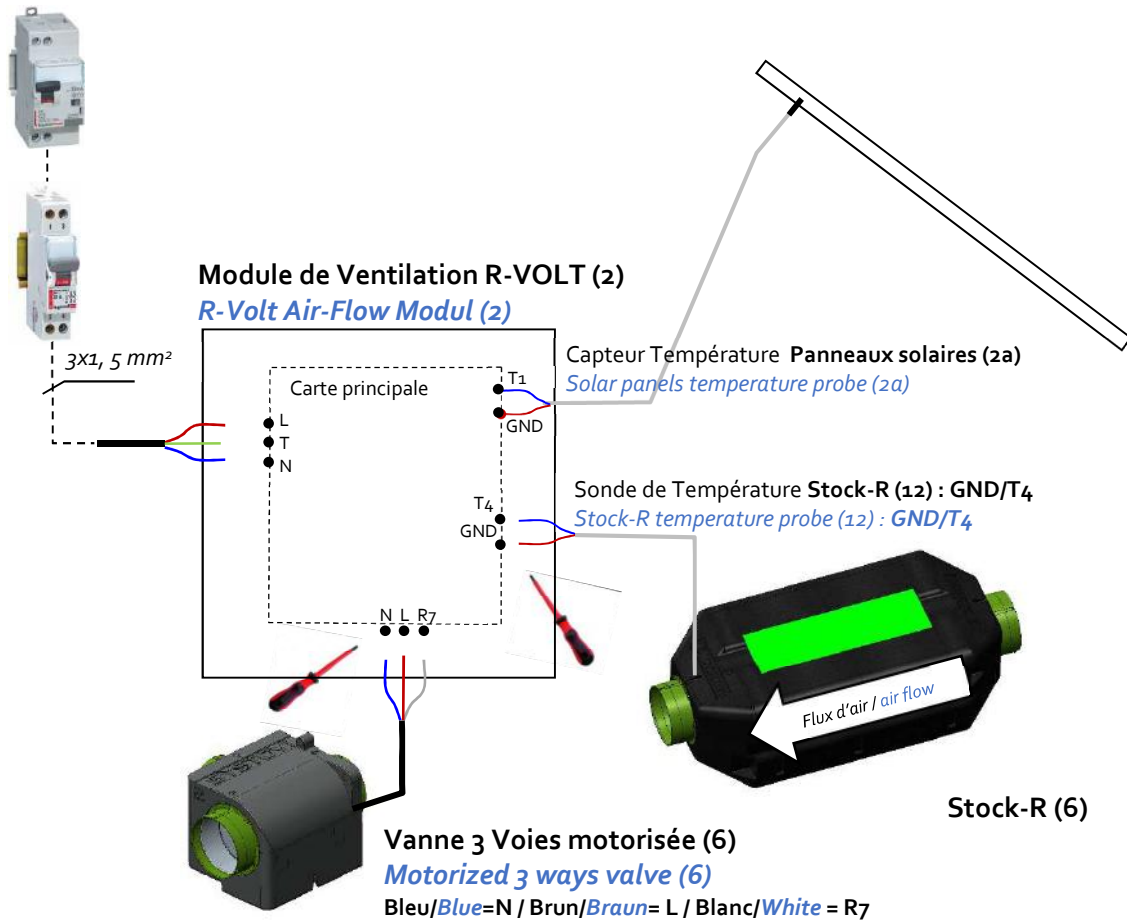 Module de Ventilation R-VOLT (2)
R-Volt Air-Flow Modul (2)
3x1, 5 mm²
Carte principale
T1
GND
L
T
N
Capteur Température Panneaux solaires (2a)
Solar panels temperature probe (2a)
T4
GND
Sonde de Température Stock-R (12) : GND/T4
Stock-R temperature probe (12) : GND/T4
N L R7
Flux d'air / air flow
Stock-R (6)
Vanne 3 Voies motorisée (6)
Motorized 3 ways valve (6)
Bleu/Blue=N / Brun/Braun= L / Blanc/White = R7